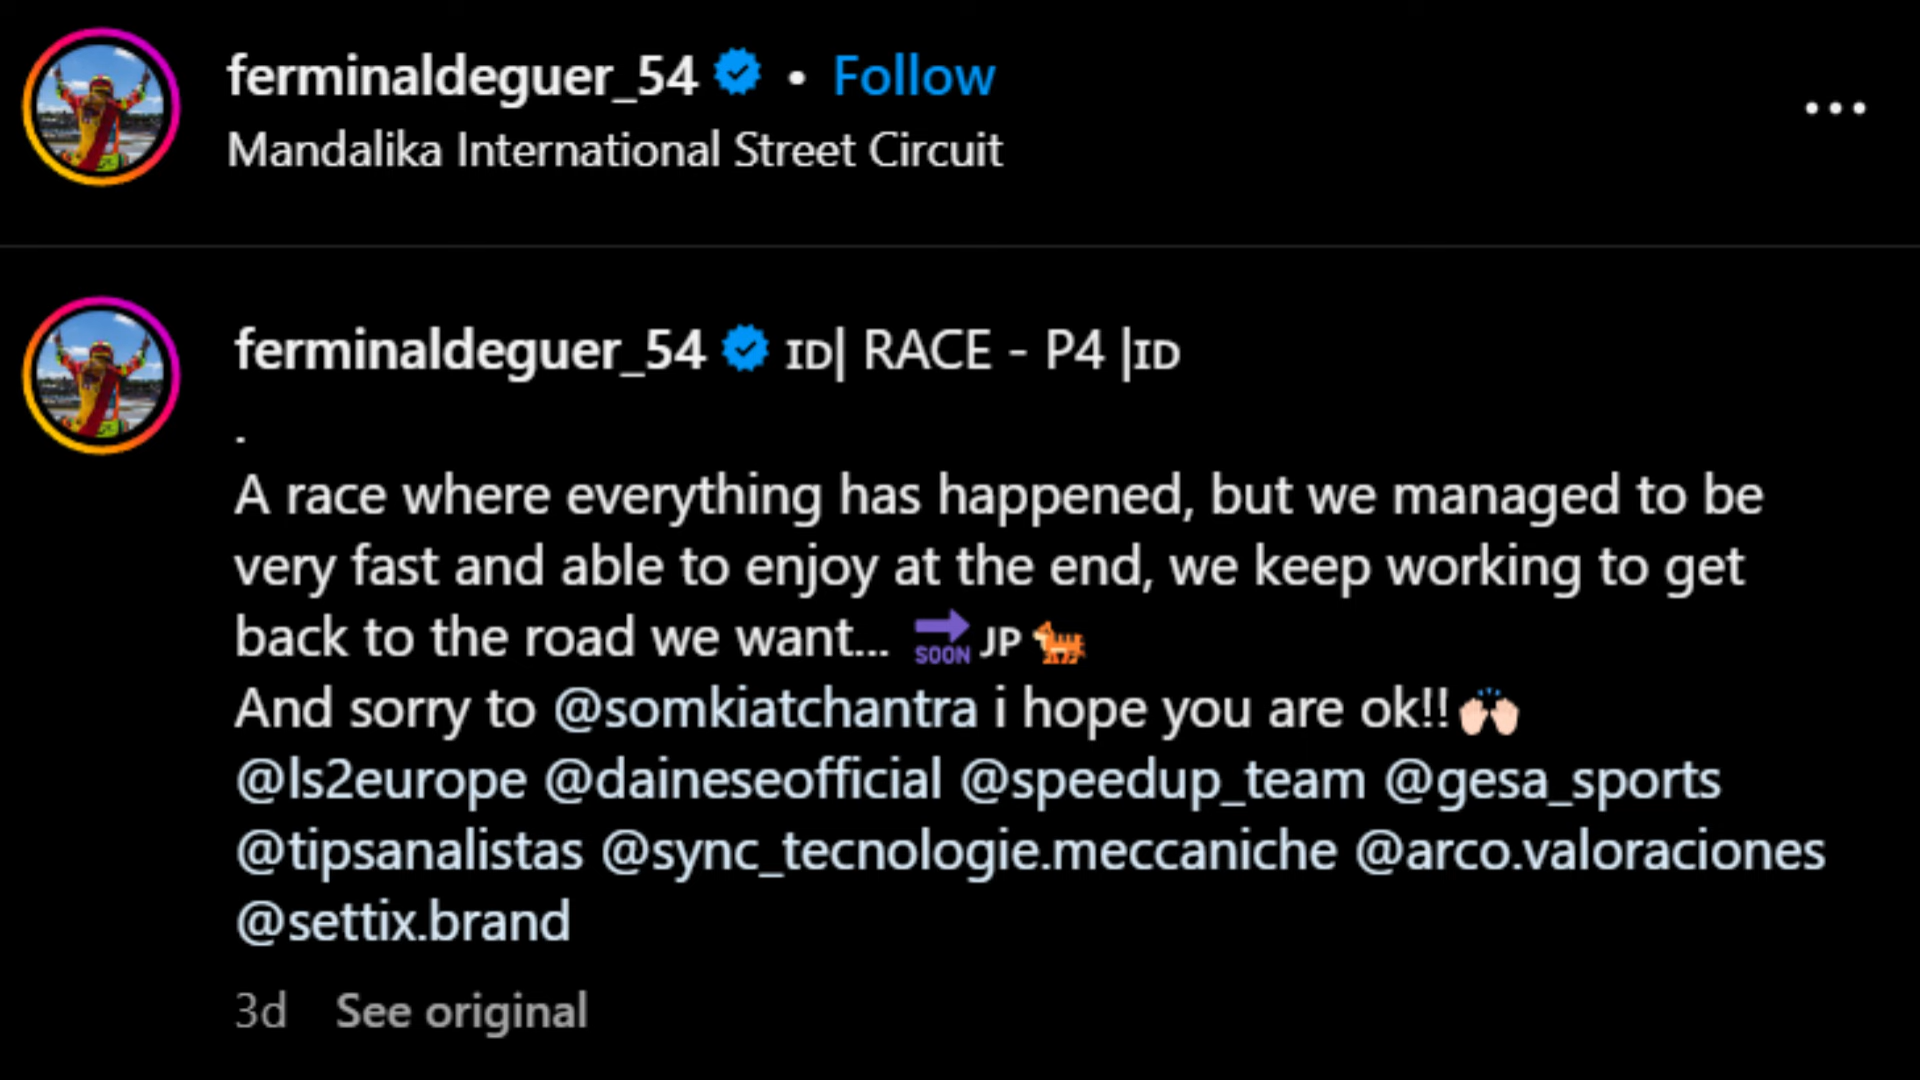 ferminaldeguer_54 • Follow
Mandalika International Street Circuit
ferminaldeguer_54 ID| RACE - P4 |ID
.
A race where everything has happened, but we managed to be
very fast and able to enjoy at the end, we keep working to get
back to the road we want... 🔜 JP 🐅
And sorry to @somkiatchantra i hope you are ok!!🙌🏻
@ls2europe @daineseofficial @speedup_team @gesa_sports
@tipsanalistas @sync_tecnologie.meccaniche @arco.valoraciones
@settix.brand
3d See original